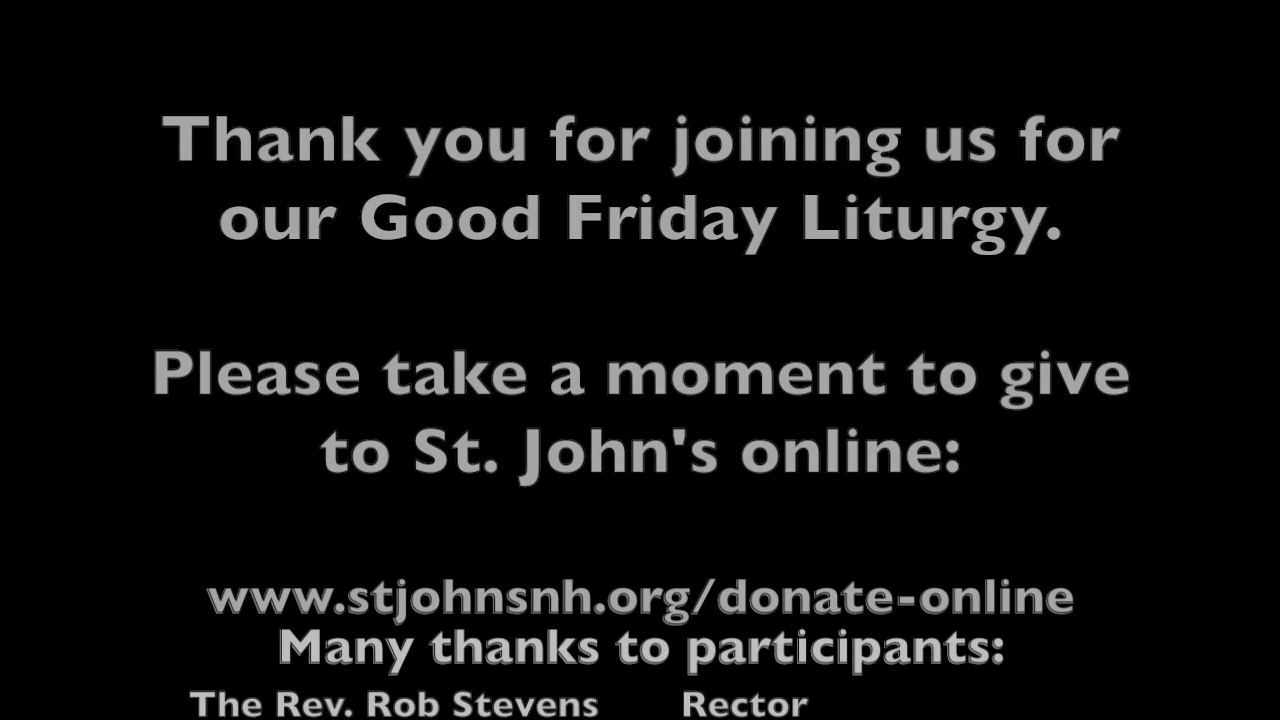 Thank you for joining us for
our Good Friday Liturgy.
Please take a moment to give
to St. John's online:
www.stjohnsnh.org/donate-online
Many thanks to participants:
The Rev. Rob Stevens Rector